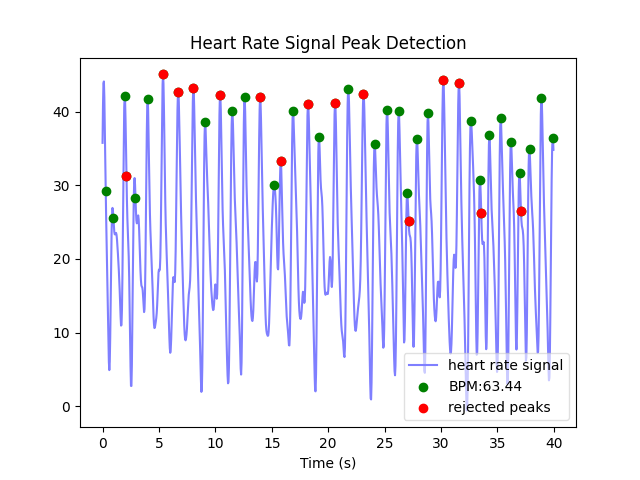 Heart Rate Signal Peak Detection
40
30
20
10
0
heart rate signal
BPM:63.44
rejected peaks
0 5 10 15 20 25 30 35 40
Time (s)